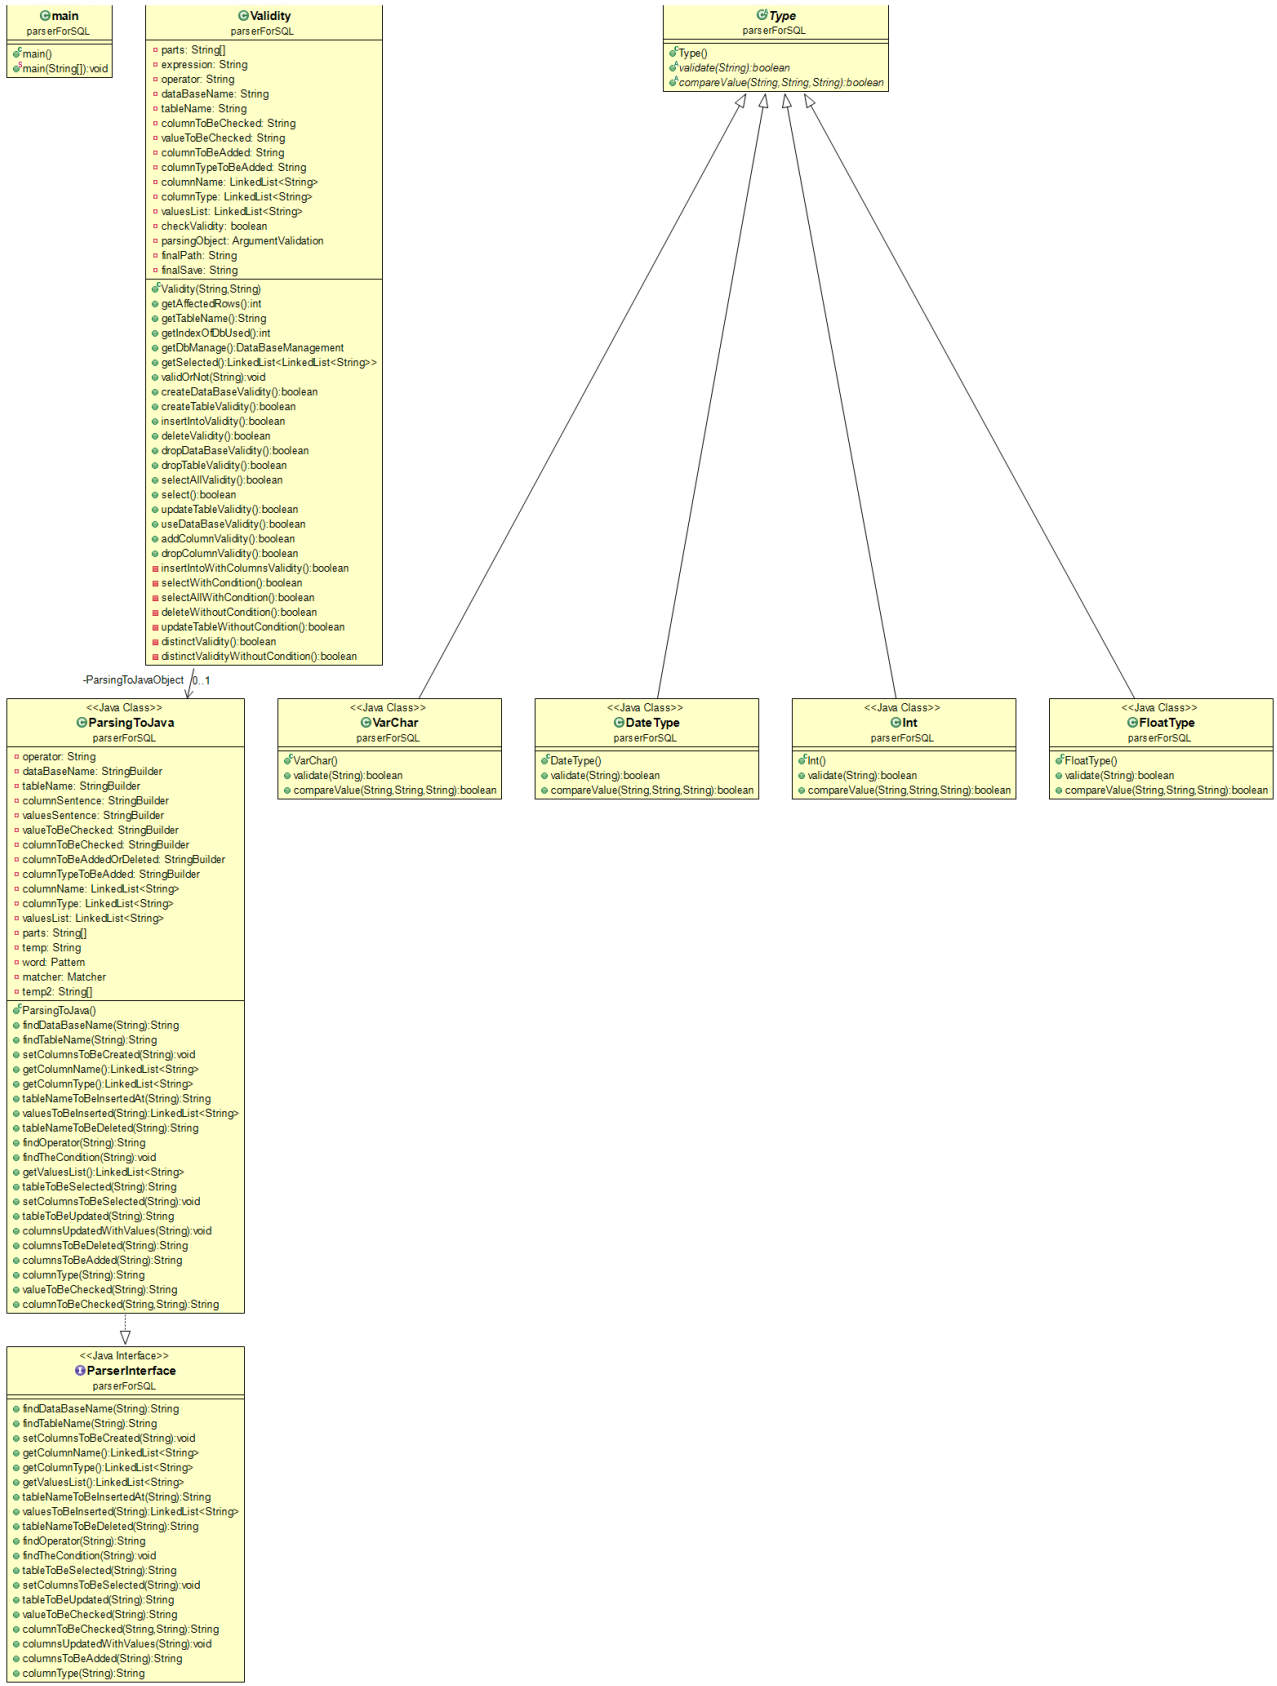 main
parserForSQL
main()
main(String[]):void
Validity
parserForSQL
parts: String[]
expression: String
operator: String
dataBaseName: String
tableName: String
columnToBeChecked: String
valueToBeChecked: String
columnToBeAdded: String
columnTypeToBeAdded: String
columnName: LinkedList<String>
columnType: LinkedList<String>
valuesList: LinkedList<String>
checkValidity: boolean
parsingObject: ArgumentValidation
finalPath: String
finalSave: String
Validity(String,String)
getAffectedRows():int
getTableName():String
getIndexOfDbUsed():int
getDbManage():DataBaseManagement
getSelected():LinkedList<LinkedList<String>>
validOrNot(String):void
createDataBaseValidity():boolean
createTableValidity():boolean
insertIntoValidity():boolean
deleteValidity():boolean
dropDataBaseValidity():boolean
dropTableValidity():boolean
selectAllValidity():boolean
select():boolean
updateTableValidity():boolean
useDataBaseValidity():boolean
addColumnValidity():boolean
dropColumnValidity():boolean
insertIntoWithColumnsValidity():boolean
selectWithCondition():boolean
selectAllWithCondition():boolean
deleteWithoutCondition():boolean
updateTableWithoutCondition():boolean
distinctValidity():boolean
distinctValidityWithoutCondition():boolean
Type
parserForSQL
Type()
validate(String):boolean
compareValue(String,String,String):boolean
-ParsingToJavaObject 0..1
<<Java Class>>
ParsingToJava
parserForSQL
operator: String
dataBaseName: StringBuilder
tableName: StringBuilder
columnSentence: StringBuilder
valuesSentence: StringBuilder
valueToBeChecked: StringBuilder
columnToBeChecked: StringBuilder
columnToBeAddedOrDeleted: StringBuilder
columnTypeToBeAdded: StringBuilder
columnName: LinkedList<String>
columnType: LinkedList<String>
valuesList: LinkedList<String>
parts: String[]
temp: String
word: Pattern
matcher: Matcher
temp2: String[]
ParsingToJava()
findDataBaseName(String):String
findTableName(String):String
setColumnsToBeCreated(String):void
getColumnName():LinkedList<String>
getColumnType():LinkedList<String>
tableNameToBeInsertedAt(String):String
valuesToBeInserted(String):LinkedList<String>
tableNameToBeDeleted(String):String
findOperator(String):String
findTheCondition(String):void
getValuesList():LinkedList<String>
tableToBeSelected(String):String
setColumnsToBeSelected(String):void
tableToBeUpdated(String):String
columnsUpdatedWithValues(String):void
columnsToBeDeleted(String):String
columnsToBeAdded(String):String
columnType(String):String
valueToBeChecked(String):String
columnToBeChecked(String,String):String
<<Java Class>>
VarChar
parserForSQL
VarChar()
validate(String):boolean
compareValue(String,String,String):boolean
<<Java Class>>
DateType
parserForSQL
DateType()
validate(String):boolean
compareValue(String,String,String):boolean
<<Java Class>>
Int
parserForSQL
Int()
validate(String):boolean
compareValue(String,String,String):boolean
<<Java Class>>
FloatType
parserForSQL
FloatType()
validate(String):boolean
compareValue(String,String,String):boolean
<<Java Interface>>
ParserInterface
parserForSQL
findDataBaseName(String):String
findTableName(String):String
setColumnsToBeCreated(String):void
getColumnName():LinkedList<String>
getColumnType():LinkedList<String>
getValuesList():LinkedList<String>
tableNameToBeInsertedAt(String):String
valuesToBeInserted(String):LinkedList<String>
tableNameToBeDeleted(String):String
findOperator(String):String
findTheCondition(String):void
tableToBeSelected(String):String
setColumnsToBeSelected(String):void
tableToBeUpdated(String):String
valueToBeChecked(String):String
columnToBeChecked(String,String):String
columnsUpdatedWithValues(String):void
columnsToBeAdded(String):String
columnType(String):String